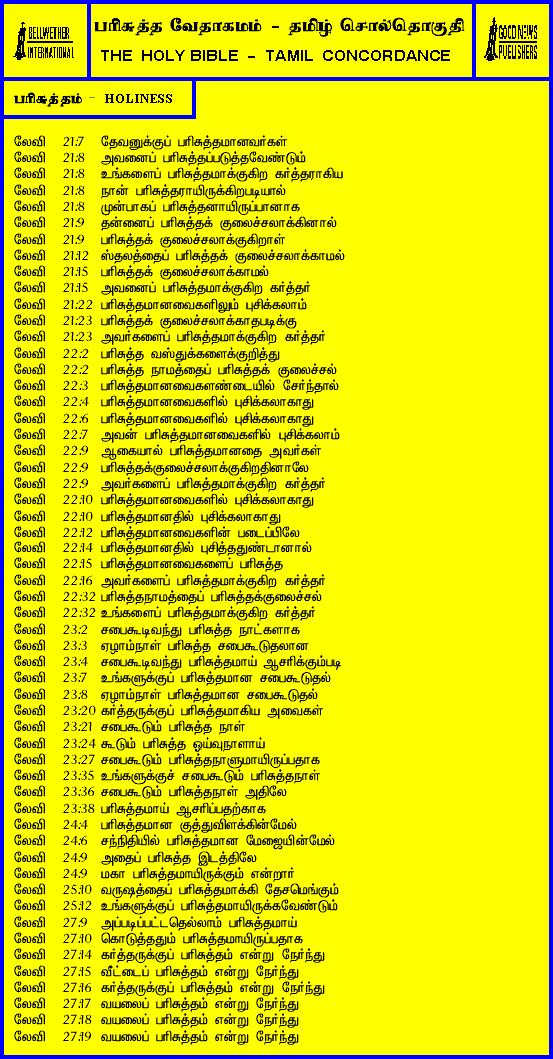 BELLWETHER
INTERNATIONAL
பரிசுத்த வேதாகமம் - தமிழ் சொல்தொகுதி
THE HOLY BIBLE - TAMIL CONCORDANCE
GOOD NEWS
PUBLISHERS
பரிசுத்தம் - HOLINESS
லேவி 21:7 தேவனுக்குப் பரிசுத்தமானவர்கள்
லேவி 21:8 அவனைப் பரிசுத்தப்படுத்தவேண்டும்
லேவி 21:8 உங்களைப் பரிசுத்தமாக்குகிற கர்த்தராகிய
லேவி 21:8 நான் பரிசுத்தராயிருக்கிறபடியால்
லேவி 21:8 முன்பாகப் பரிசுத்தனாயிருப்பானாக
லேவி 21:9 தன்னைப் பரிசுத்தக் குலைச்சலாக்கினால்
லேவி 21:9 பரிசுத்தக் குலைச்சலாக்குகிறாள்
லேவி 21:12 ஸ்தலத்தைப் பரிசுத்தக் குலைச்சலாக்காமல்
லேவி 21:15 பரிசுத்தக் குலைச்சலாக்காமல்
லேவி 21:15 அவனைப் பரிசுத்தமாக்குகிற கர்த்தர்
லேவி 21:22 பரிசுத்தமானவைகளிலும் புசிக்கலாம்
லேவி 21:23 பரிசுத்தக் குலைச்சலாக்காதபடிக்கு
லேவி 21:23 அவர்களைப் பரிசுத்தமாக்குகிற கர்த்தர்
லேவி 22:2 பரிசுத்த வஸ்துக்களைக்குறித்து
லேவி 22:2 பரிசுத்த நாமத்தைப் பரிசுத்தக் குலைச்சல்
லேவி 22:3 பரிசுத்தமானவைகளண்டையில் சேர்ந்தால்
லேவி 22:4 பரிசுத்தமானவைகளில் புசிக்கலாகாது
லேவி 22:6 பரிசுத்தமானவைகளில் புசிக்கலாகாது
லேவி 22:7 அவன் பரிசுத்தமானவைகளில் புசிக்கலாம்
லேவி 22:9 ஆகையால் பரிசுத்தமானதை அவர்கள்
லேவி 22:9 பரிசுத்தக்குலைச்சலாக்குகிறதினாலே
லேவி 22:9 அவர்களைப் பரிசுத்தமாக்குகிற கர்த்தர்
லேவி 22:10 பரிசுத்தமானவைகளில் புசிக்கலாகாது
லேவி 22:10 பரிசுத்தமானதில் புசிக்கலாகாது
லேவி 22:12 பரிசுத்தமானவைகளின் படைப்பிலே
லேவி 22:14 பரிசுத்தமானதில் புசித்ததுண்டானால்
லேவி 22:15 பரிசுத்தமானவைகளைப் பரிசுத்த
லேவி 22:16 அவர்களைப் பரிசுத்தமாக்குகிற கர்த்தர்
லேவி 22:32 பரிசுத்தநாமத்தைப் பரிசுத்தக்குலைச்சல்
லேவி 22:32 உங்களைப் பரிசுத்தமாக்குகிற கர்த்தர்
லேவி 23:2 சபைகூடிவந்து பரிசுத்த நாட்களாக
லேவி 23:3 ஏழாம்நாள் பரிசுத்த சபைகூடுதலான
லேவி 23:4 சபைகூடிவந்து பரிசுத்தமாய் ஆசரிக்கும்படி
லேவி 23:7 உங்களுக்குப் பரிசுத்தமான சபைகூடுதல்
லேவி 23:8 ஏழாம்நாள் பரிசுத்தமான சபைகூடுதல்
லேவி 23:20 கர்த்தருக்குப் பரிசுத்தமாகிய அவைகள்
லேவி 23:21 சபைகூடும் பரிசுத்த நாள்
லேவி 23:24 கூடும் பரிசுத்த ஓய்வுநாளாய்
லேவி 23:27 சபைகூடும் பரிசுத்தநாளுமாயிருப்பதாக
லேவி 23:35 உங்களுக்குச் சபைகூடும் பரிசுத்தநாள்
லேவி 23:36 சபைகூடும் பரிசுத்தநாள் அதிலே
லேவி 23:38 பரிசுத்தமாய் ஆசரிப்பதற்காக
லேவி 24:4 பரிசுத்தமான குத்துவிளக்கின்மேல்
லேவி 24:6 சந்நிதியில் பரிசுத்தமான மேஜையின்மேல்
லேவி 24:9 அதைப் பரிசுத்த இடத்திலே
லேவி 24:9 மகா பரிசுத்தமாயிருக்கும் என்றார்
லேவி 25:10 வருஷத்தைப் பரிசுத்தமாக்கி தேசமெங்கும்
லேவி 25:12 உங்களுக்குப் பரிசுத்தமாயிருக்கவேண்டும்
லேவி 27:9 அப்படிப்பட்டதெல்லாம் பரிசுத்தமாய்
லேவி 27:10 கொடுத்ததும் பரிசுத்தமாயிருப்பதாக
லேவி 27:14 கர்த்தருக்குப் பரிசுத்தம் என்று நேர்ந்து
லேவி 27:15 வீட்டைப் பரிசுத்தம் என்று நேர்ந்து
லேவி 27:16 கர்த்தருக்குப் பரிசுத்தம் என்று நேர்ந்து
லேவி 27:17 வயலைப் பரிசுத்தம் என்று நேர்ந்து
லேவி 27:18 வயலைப் பரிசுத்தம் என்று நேர்ந்து
லேவி 27:19 வயலைப் பரிசுத்தம் என்று நேர்ந்து